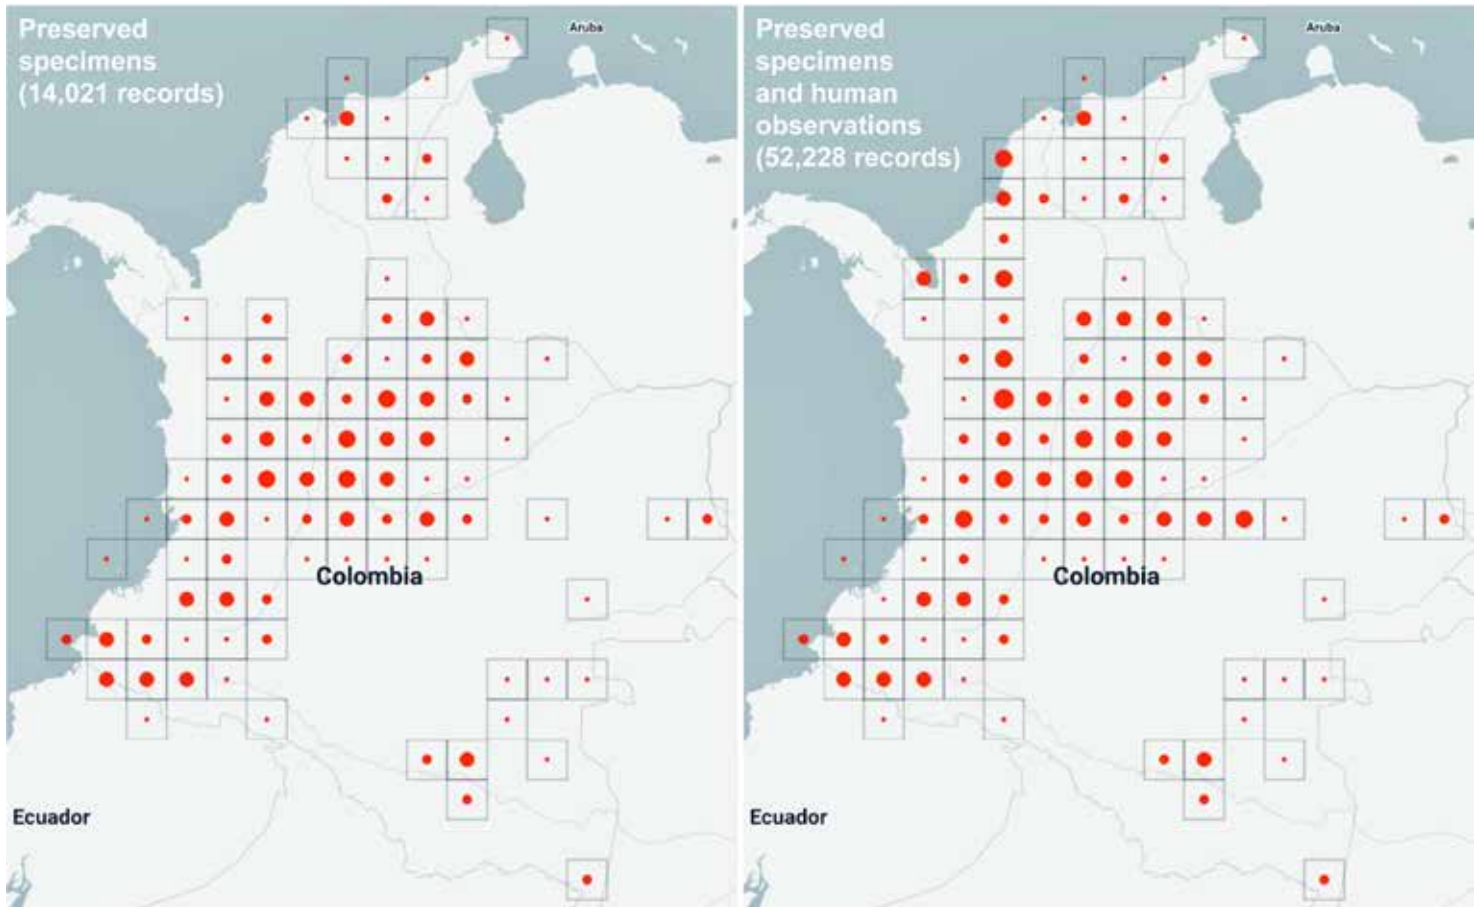 Preserved
specimens
(14,021 records)
Aruba
Colombia
Ecuador
Preserved
specimens
and human
observations
(52,228 records)
Aruba
Colombia
Ecuador